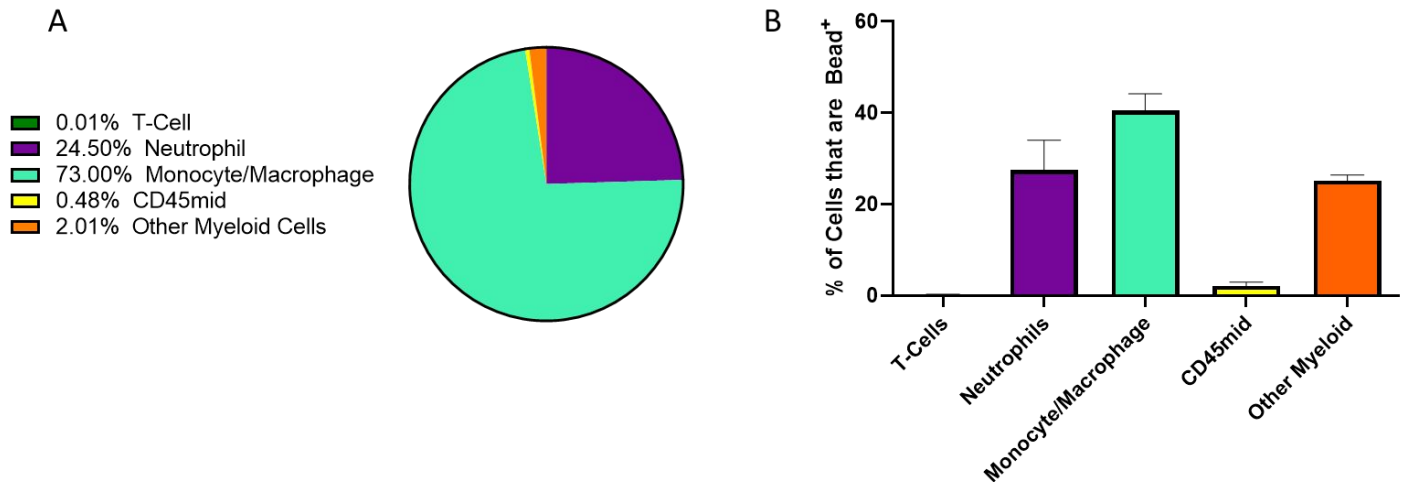 A
0.01% T-Cell
24.50% Neutrophil
73.00% Monocyte/Macrophage
0.48% CD45mid
2.01% Other Myeloid Cells
B
% of Cells that are Bead+
60
40
20
0
T-Cells
Neutrophils
Monocyte/Macrophage
CD45mid
Other Myeloid